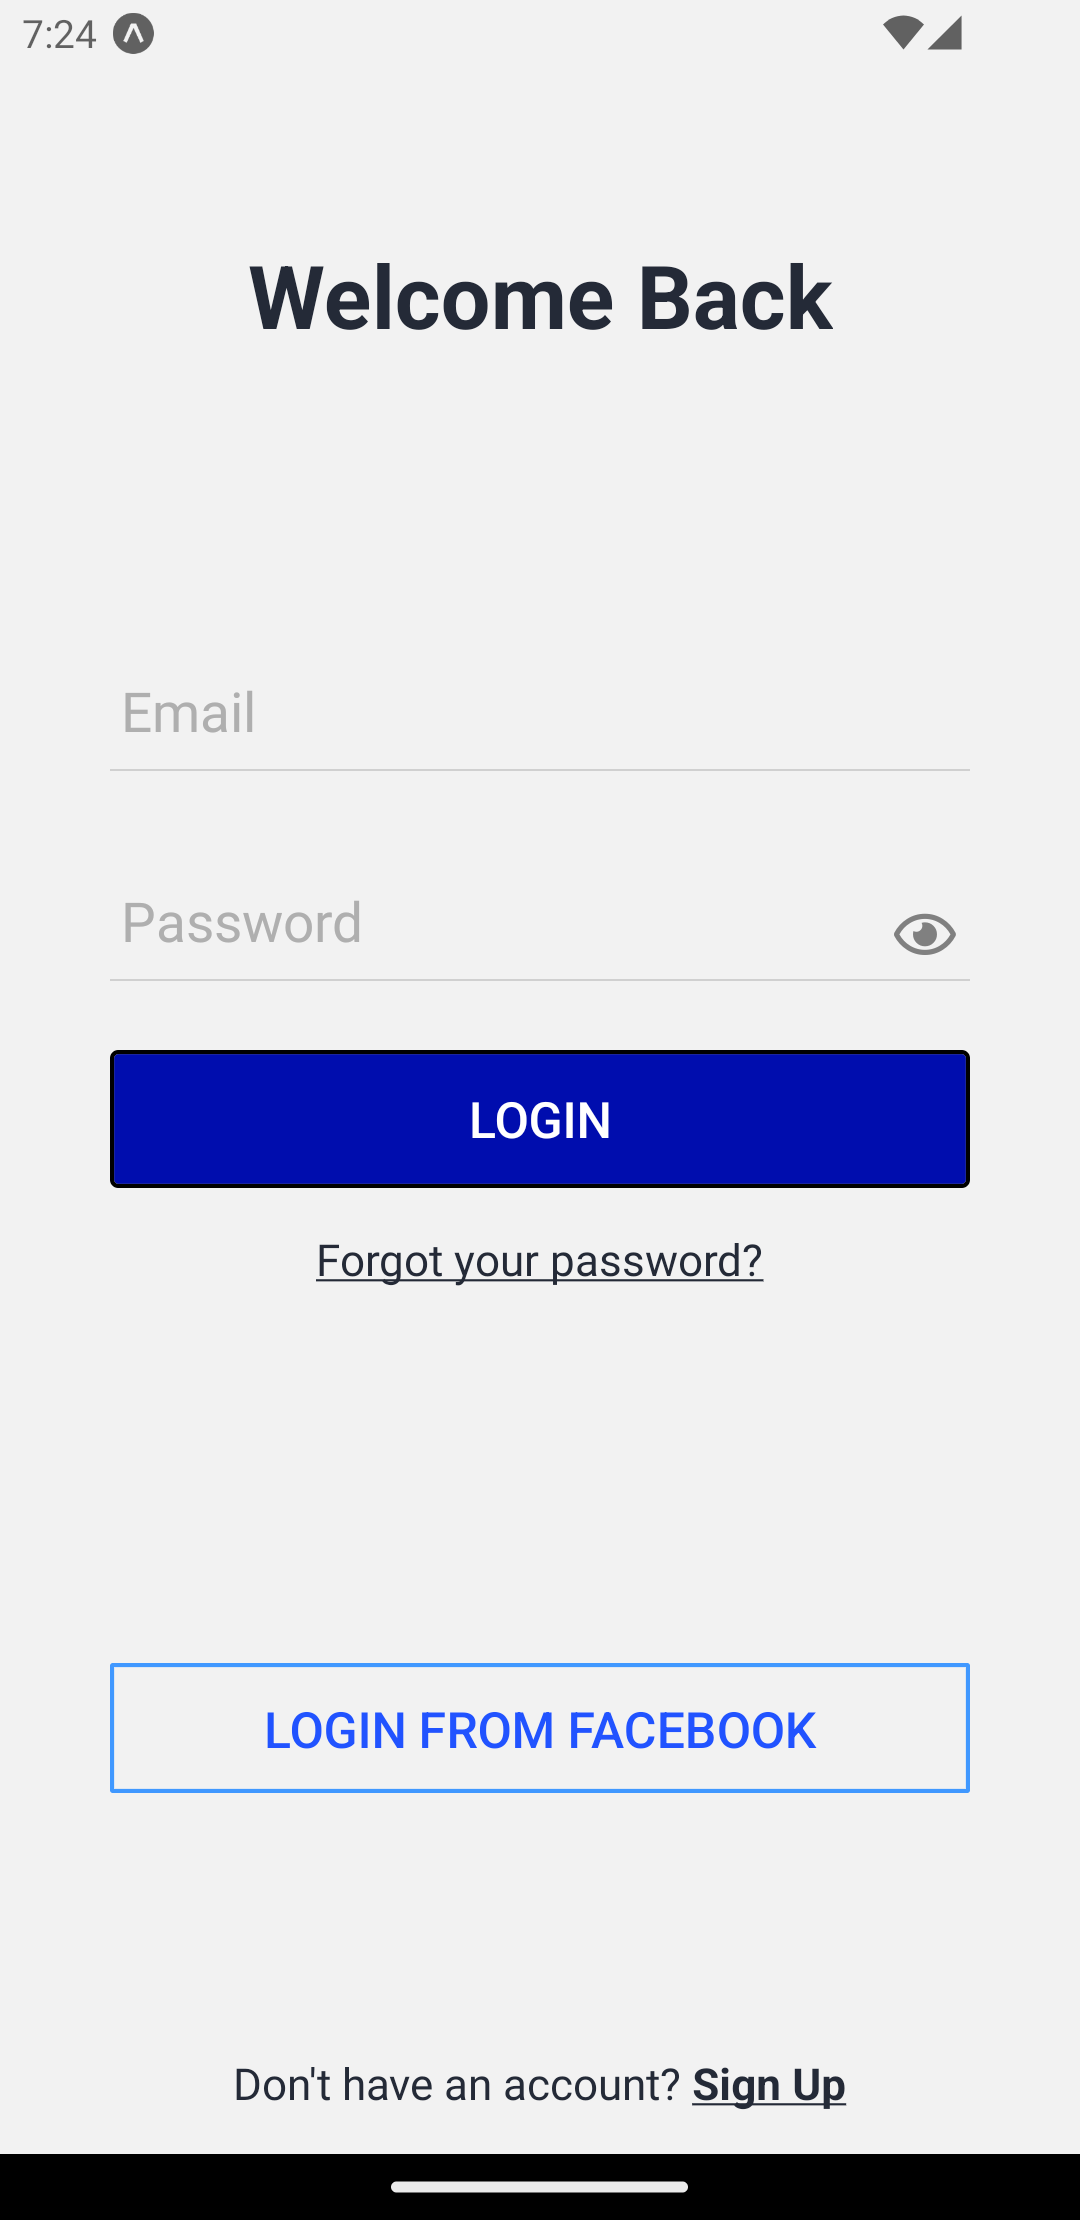 7:24
Welcome Back
Email
Password
LOGIN
Forgot your password?
LOGIN FROM FACEBOOK
Don't have an account? Sign Up